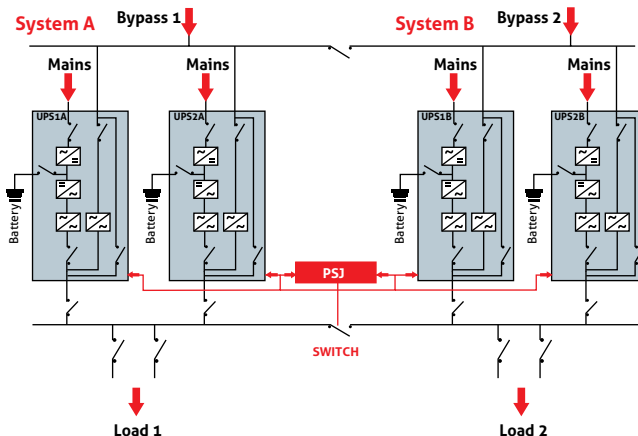 System A
Bypass 1
System B
Bypass 2
Mains
Mains
Mains
Mains
UPS1A
UPS2A
UPS1B
UPS2B
Battery
Battery
Battery
Battery
PSJ
SWITCH
Load 1
Load 2